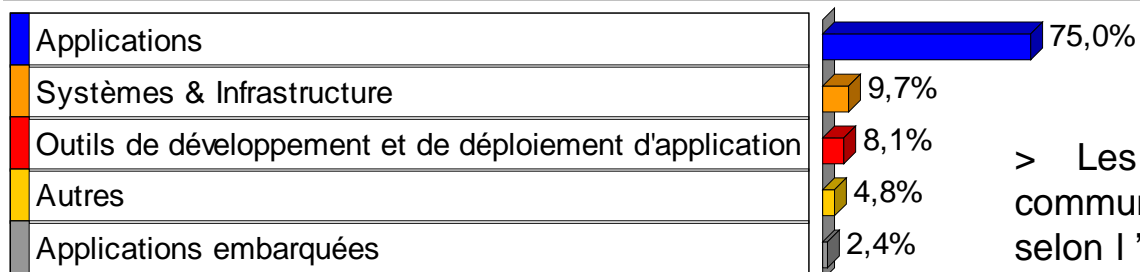 Applications 75,0%
Systèmes & Infrastructure 9,7%
Outils de développement et de déploiement d'application 8,1%
Autres 4,8%
Applications embarquées 2,4%
> Les
selon l '